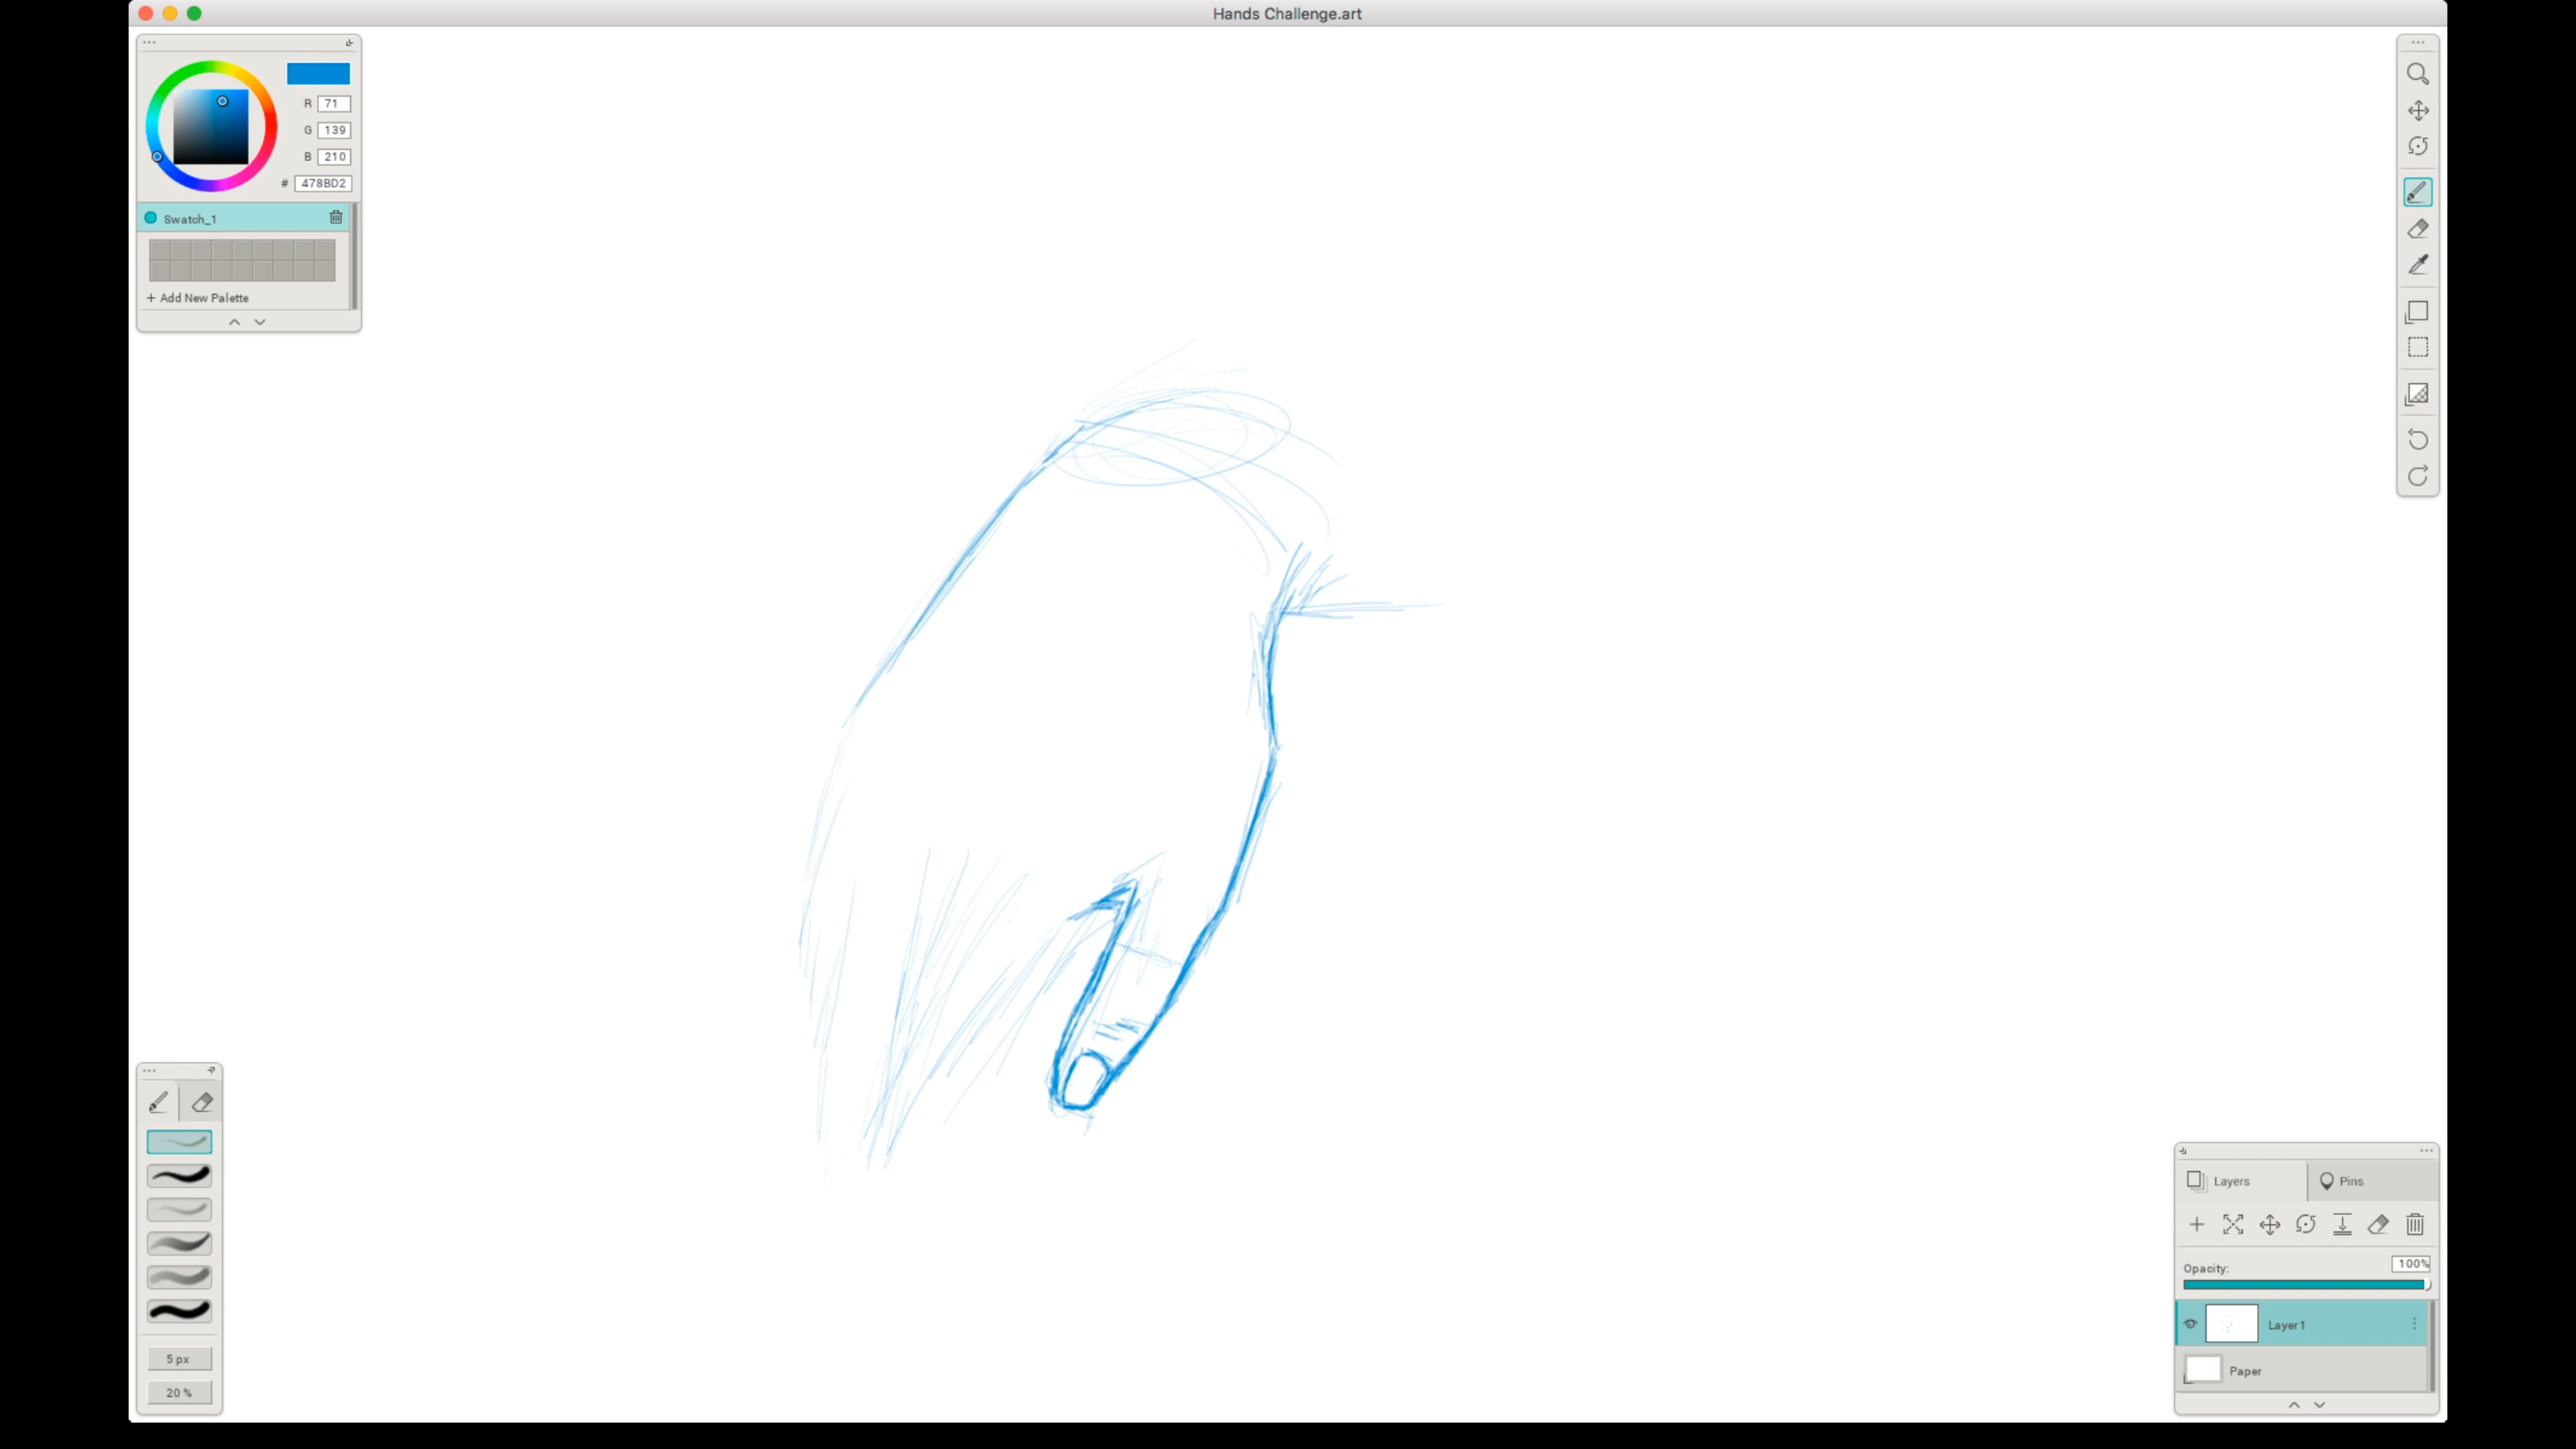 Hands Challenge.art
R 71
G 139
B 210
# 478BD2
Swatch_1
+ Add New Palette
5 px
20 %
Layers Pins
Opacity: 100%
Layer 1
Paper